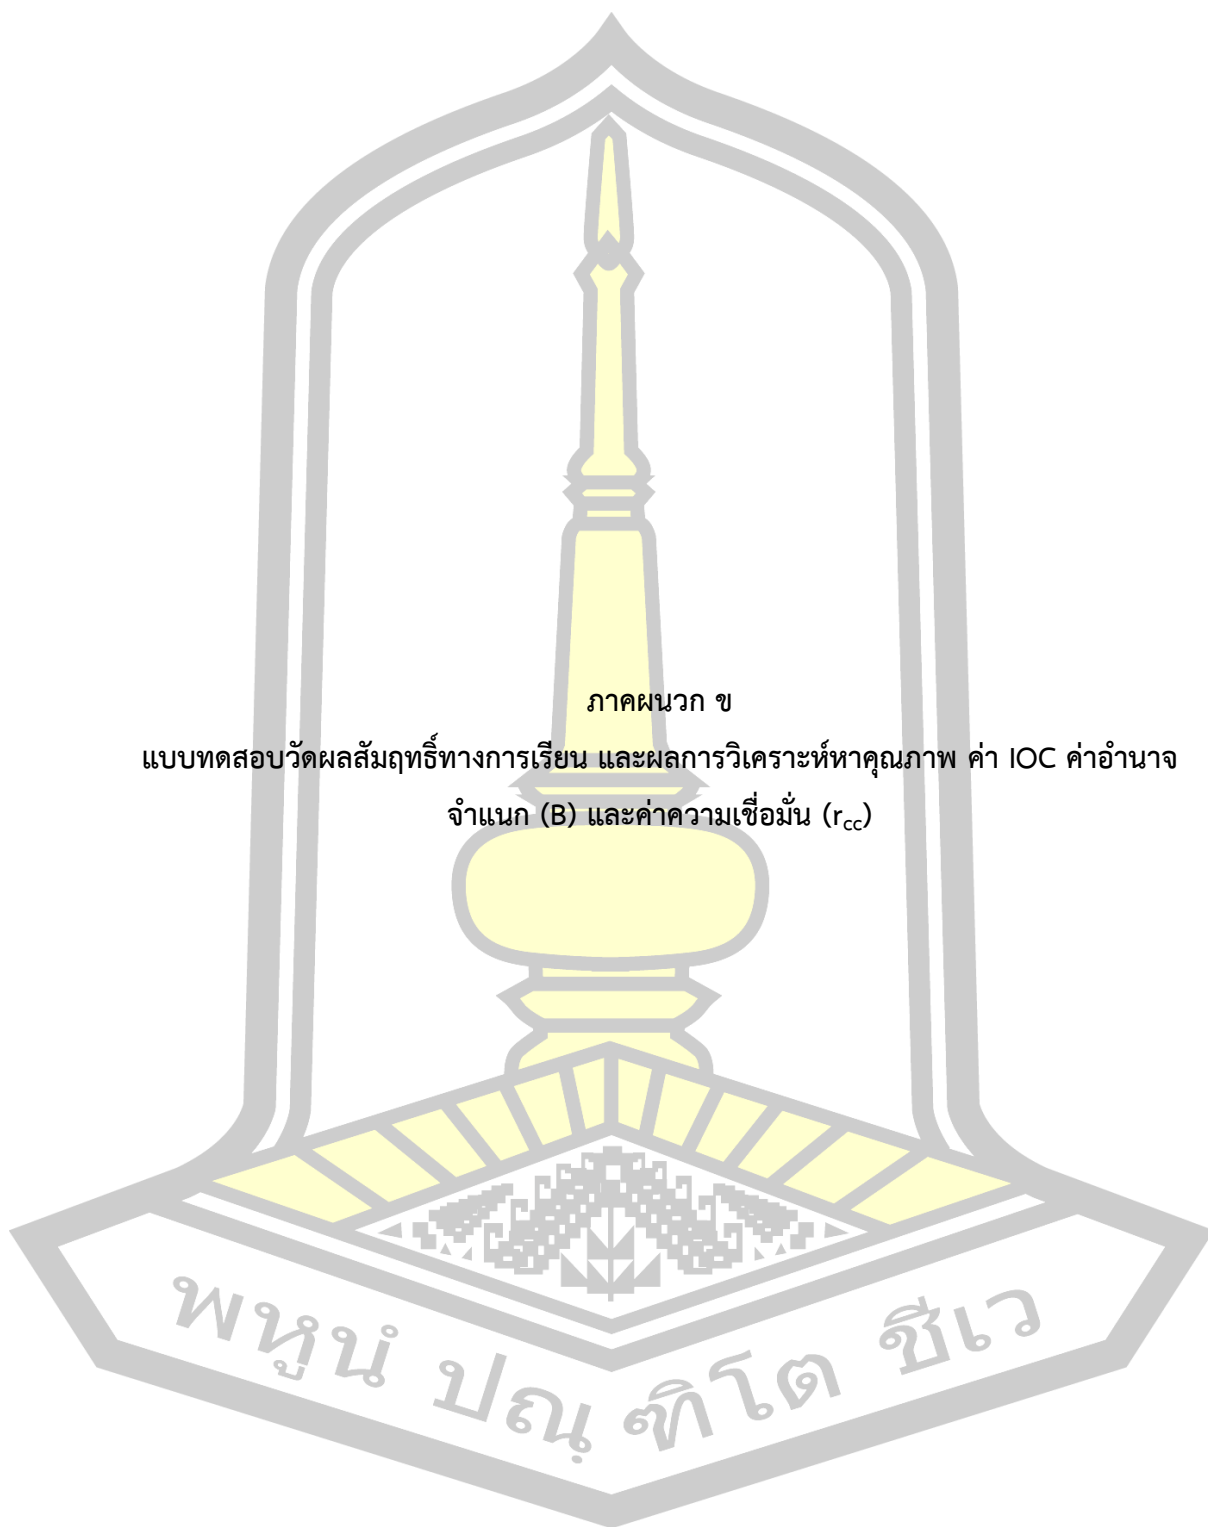 ภาคผนวก ข
แบบทดสอบวัดผลสัมฤทธิ์ทางการเรียน และผลการวิเคราะห์หาคุณภาพ ค่า IOC ค่าอำนาจ
จำแนก (B) และค่าความเชื่อมั่น (rcc)
พหูนํ ปณฺฑิโต ชีเว